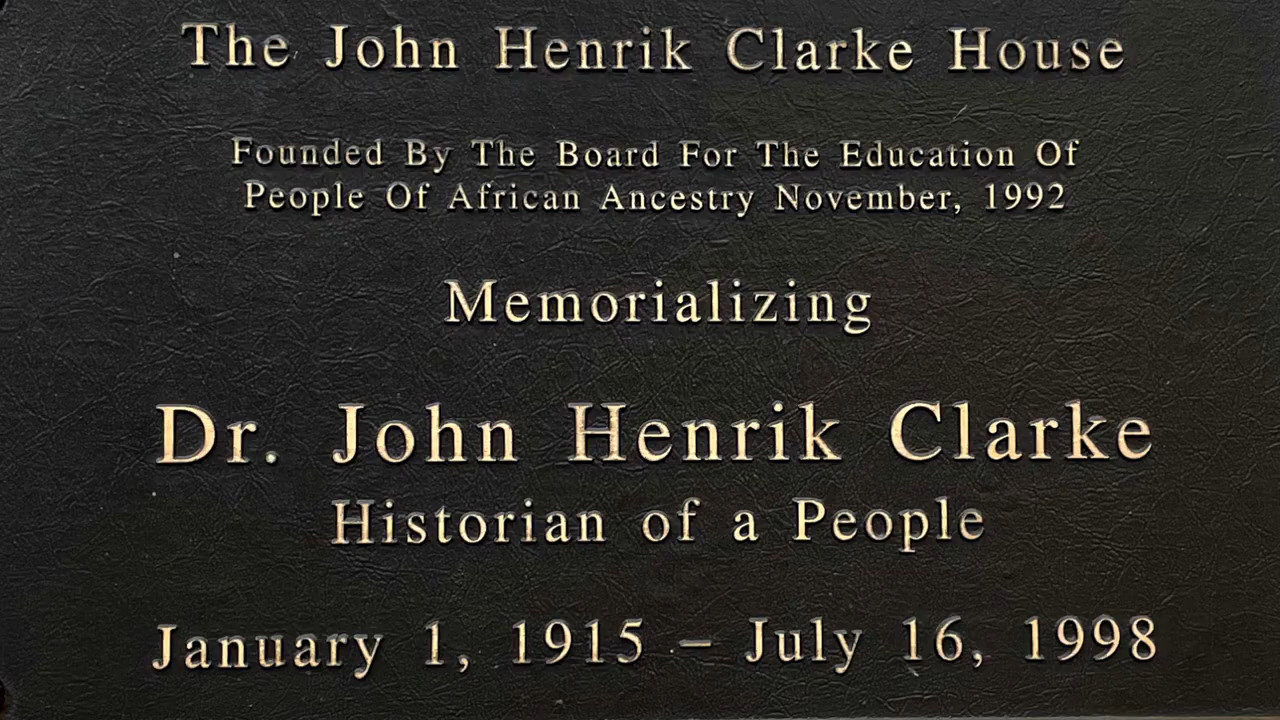 The John Henrik Clarke House
Founded By The Board For The Education Of
People Of African Ancestry November, 1992
Memorializing
Dr. John Henrik Clarke
Historian of a People
January 1, 1915 – July 16, 1998